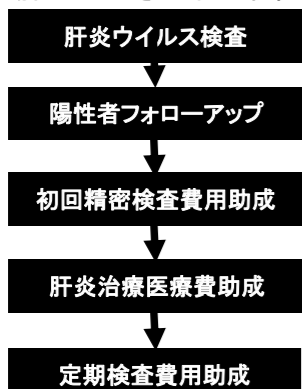 肝炎ウイルス検査
陽性者フォローアップ
初回精密検査費用助成
肝炎治療医療費助成
定期検査費用助成